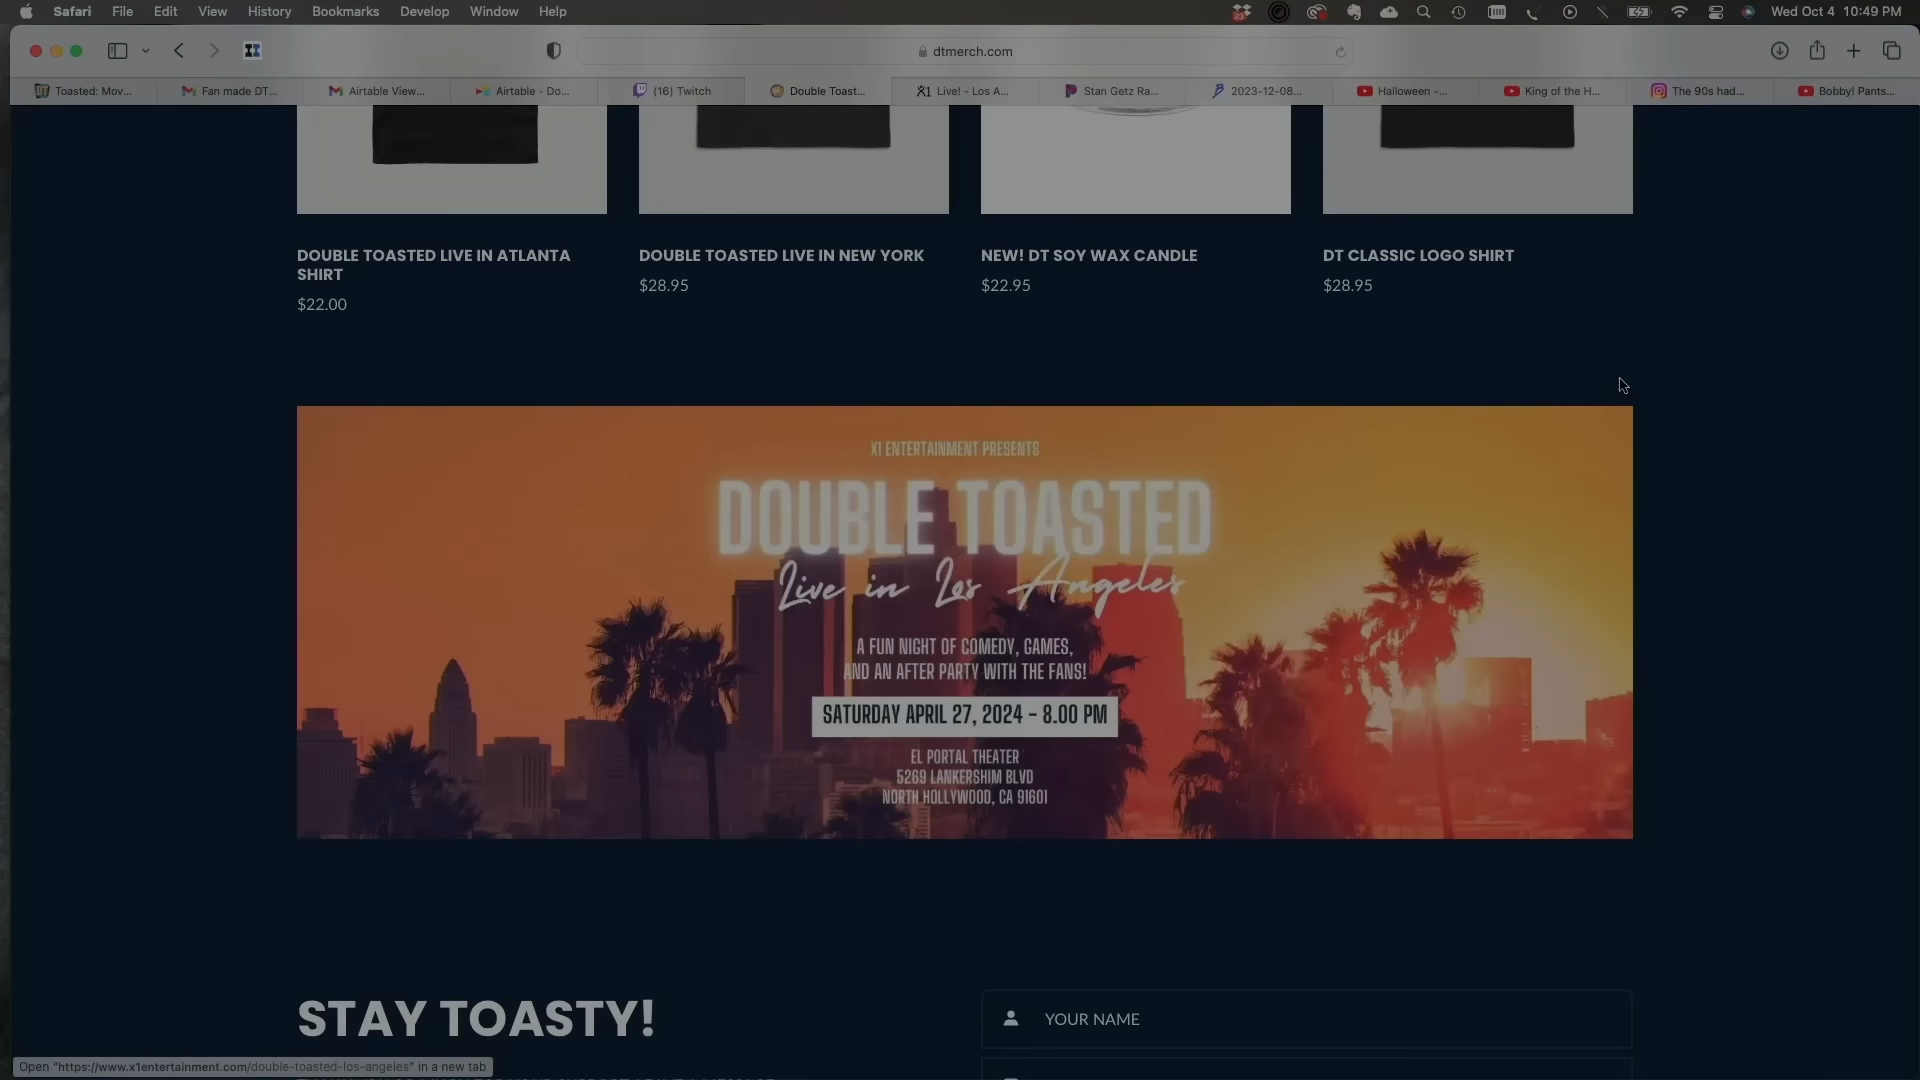 Safari File Edit View History Bookmarks Develop Window Help
Wed Oct 4 10:49 PM
dtmerch.com
Toasted: Mov...
Fan made DT...
Airtable View...
Airtable - Do...
(16) Twitch
Double Toast...
Live! - Los A...
Stan Getz Ra...
2023-12-08...
Halloween -...
King of the H...
The 90s had...
Bobby! Pants...
DOUBLE TOASTED LIVE IN ATLANTA
SHIRT
$22.00
DOUBLE TOASTED LIVE IN NEW YORK
$28.95
NEW! DT SOY WAX CANDLE
$22.95
DT CLASSIC LOGO SHIRT
$28.95
X1 ENTERTAINMENT PRESENTS
DOUBLE TOASTED
Live in Los Angeles
A FUN NIGHT OF COMEDY, GAMES,
AND AN AFTER PARTY WITH THE FANS!
SATURDAY APRIL 27, 2024 - 8.00 PM
EL PORTAL THEATER
5269 LANKERSHIM BLVD
NORTH HOLLYWOOD, CA 91601
STAY TOASTY!
YOUR NAME
Open "https://www.x1entertainment.com/double-toasted-los-angeles" in a new tab